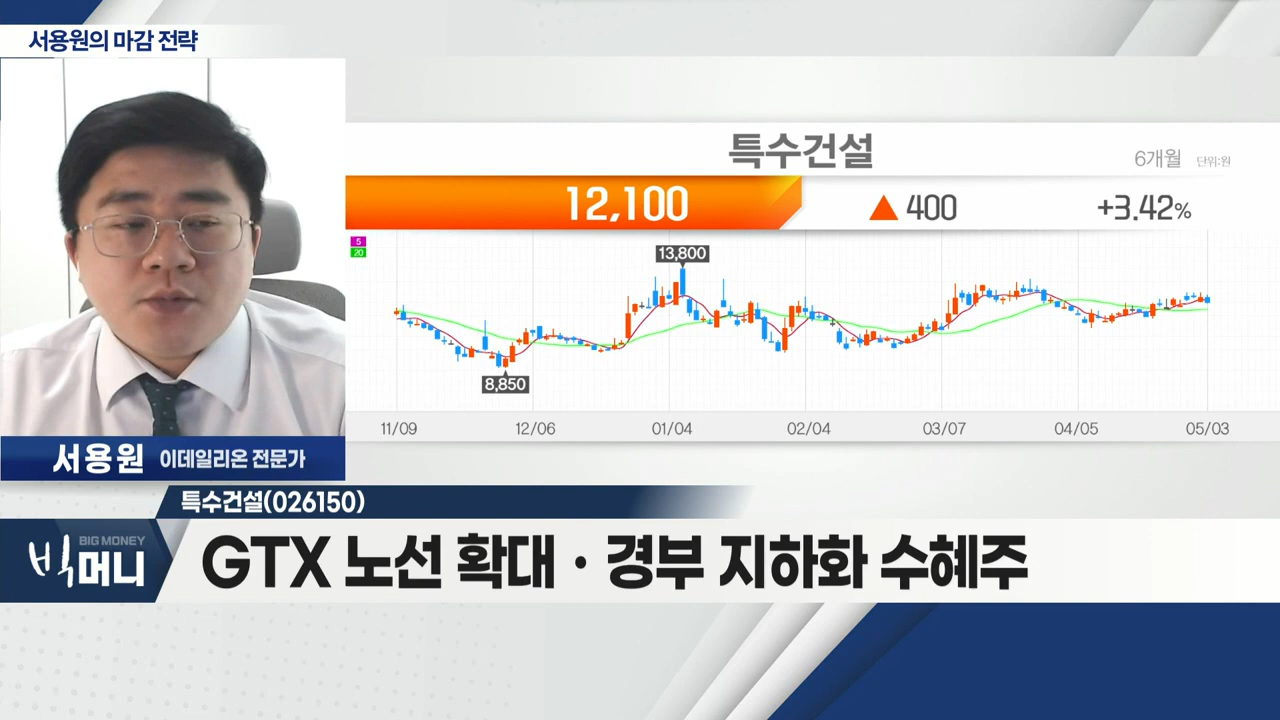 서용원의 마감 전략
특수건설
6개월 단위:원
12,100 ▲ 400 +3.42%
5
20
13,800
8,850
11/09 12/06 01/04 02/04 03/07 04/05 05/03
서용원 이데일리온 전문가
특수건설(026150)
BIG MONEY
빅머니
GTX 노선 확대 · 경부 지하화 수혜주